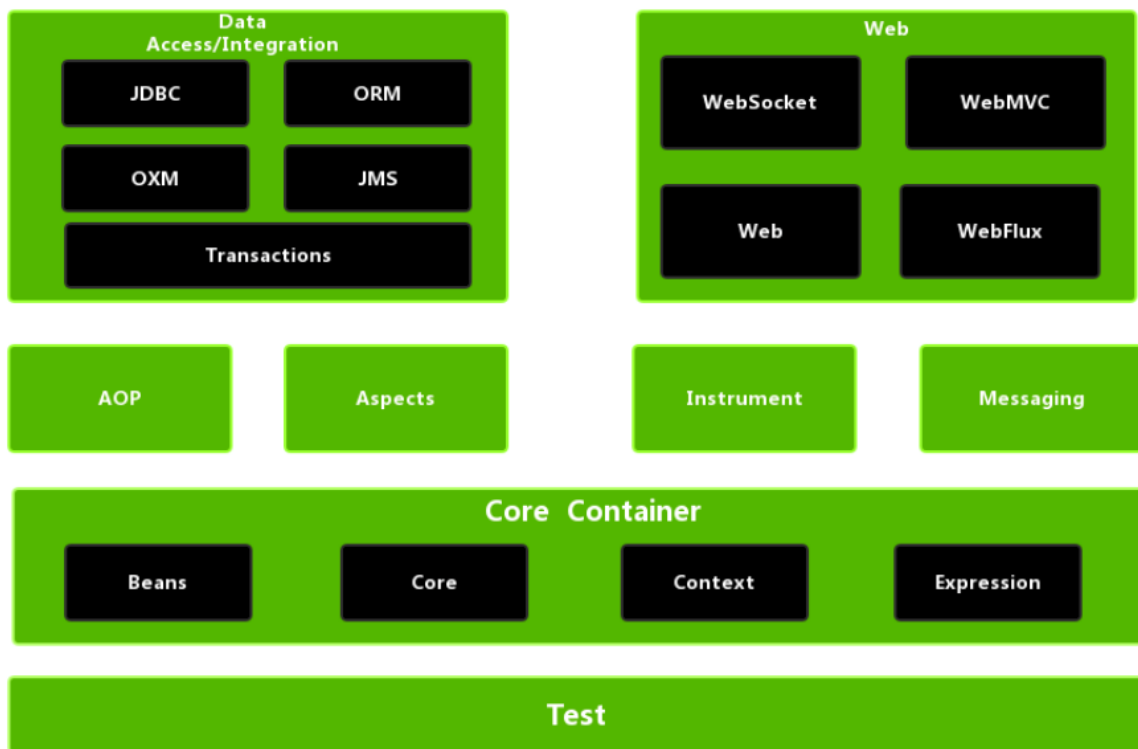 Data
Access/Integration
JDBC
ORM
OXM
JMS
Transactions
Web
WebSocket
WebMVC
Web
WebFlux
AOP
Aspects
Instrument
Messaging
Core Container
Beans
Core
Context
Expression
Test